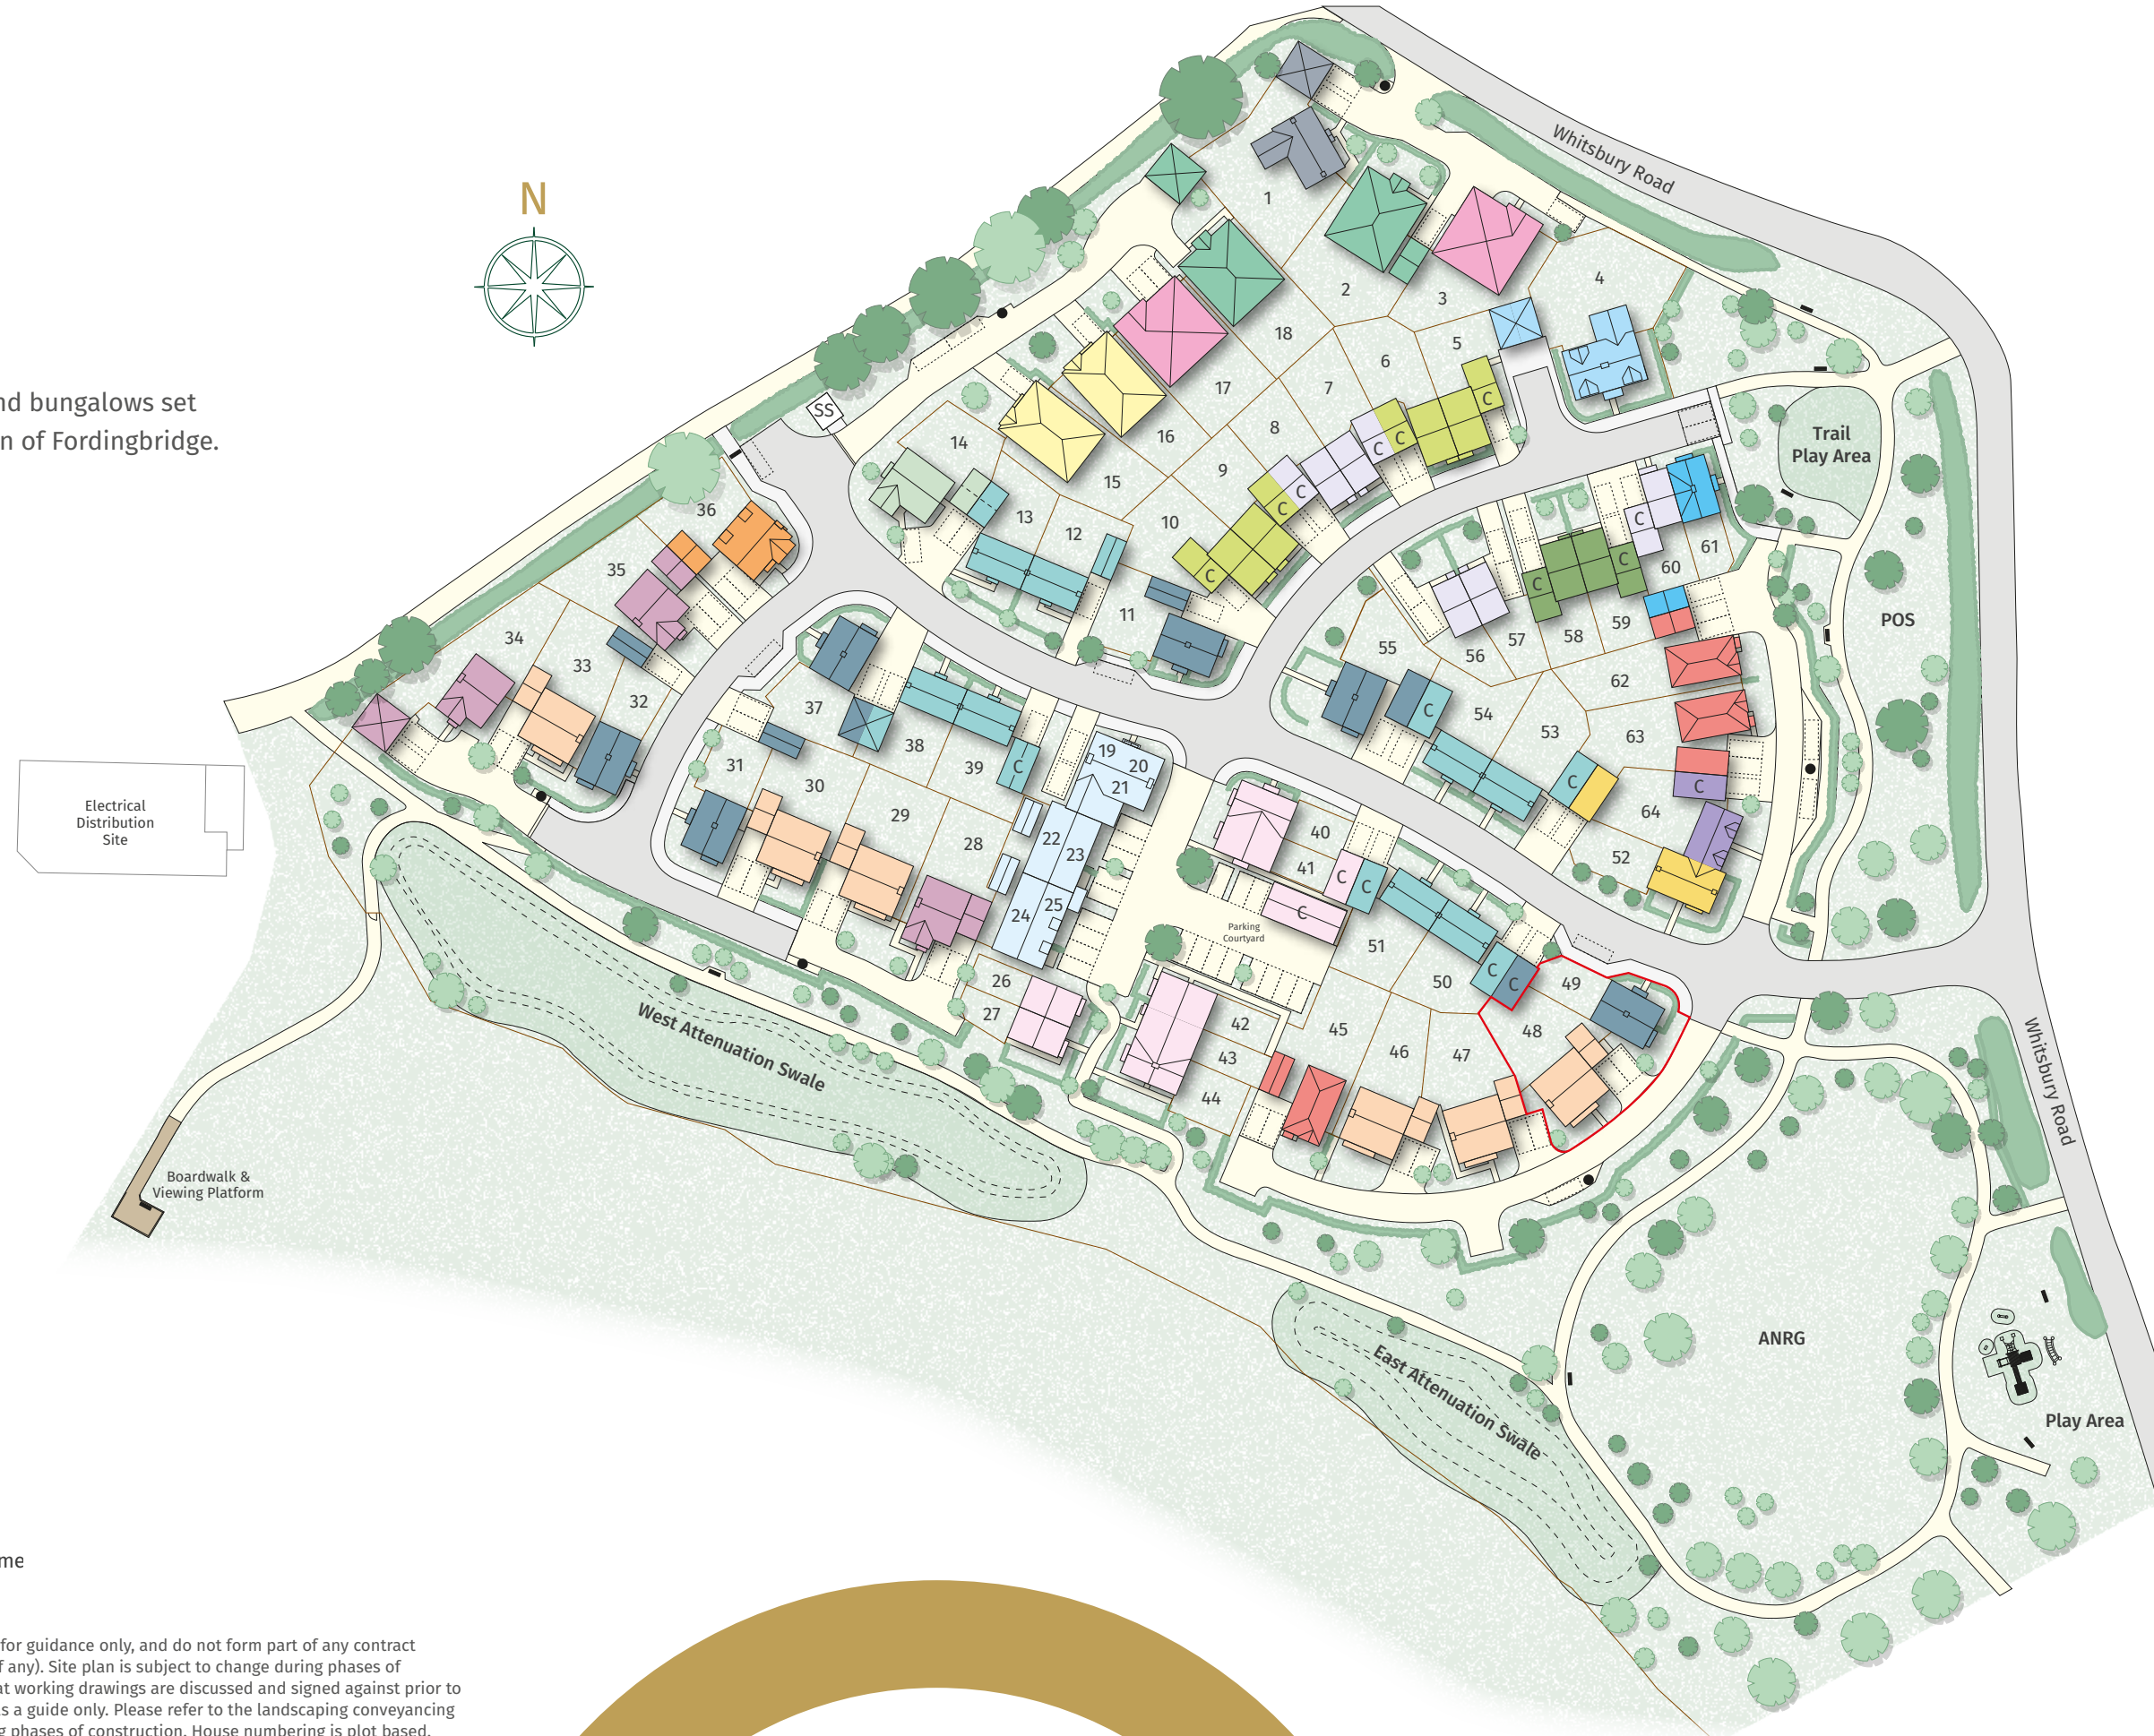 N
nd bungalows set
n of Fordingbridge.
Whitsbury Road
1
2
3
4
5
6
7
8
9
10
11
12
13
14
15
16
17
18
C
C
C
C
C
C
SS
Trail
Play Area
POS
36
35
34
33
32
31
30
29
28
37
38
39
C
19
20
21
22
23
24
25
26
27
55
56
57
58
59
60
61
C
C
C
62
63
64
C
52
53
54
C
C
40
41
C
C
C
Parking
Courtyard
42
43
44
45
46
47
48
49
50
51
C
C
Electrical
Distribution
Site
West Attenuation Swale
Boardwalk &
Viewing Platform
East Attenuation Swale
ANRG
Play Area
Whitsbury Road
me
for guidance only, and do not form part of any contract
f any). Site plan is subject to change during phases of
at working drawings are discussed and signed against prior to
s a guide only. Please refer to the landscaping conveyancing
g phases of construction. House numbering is plot based.